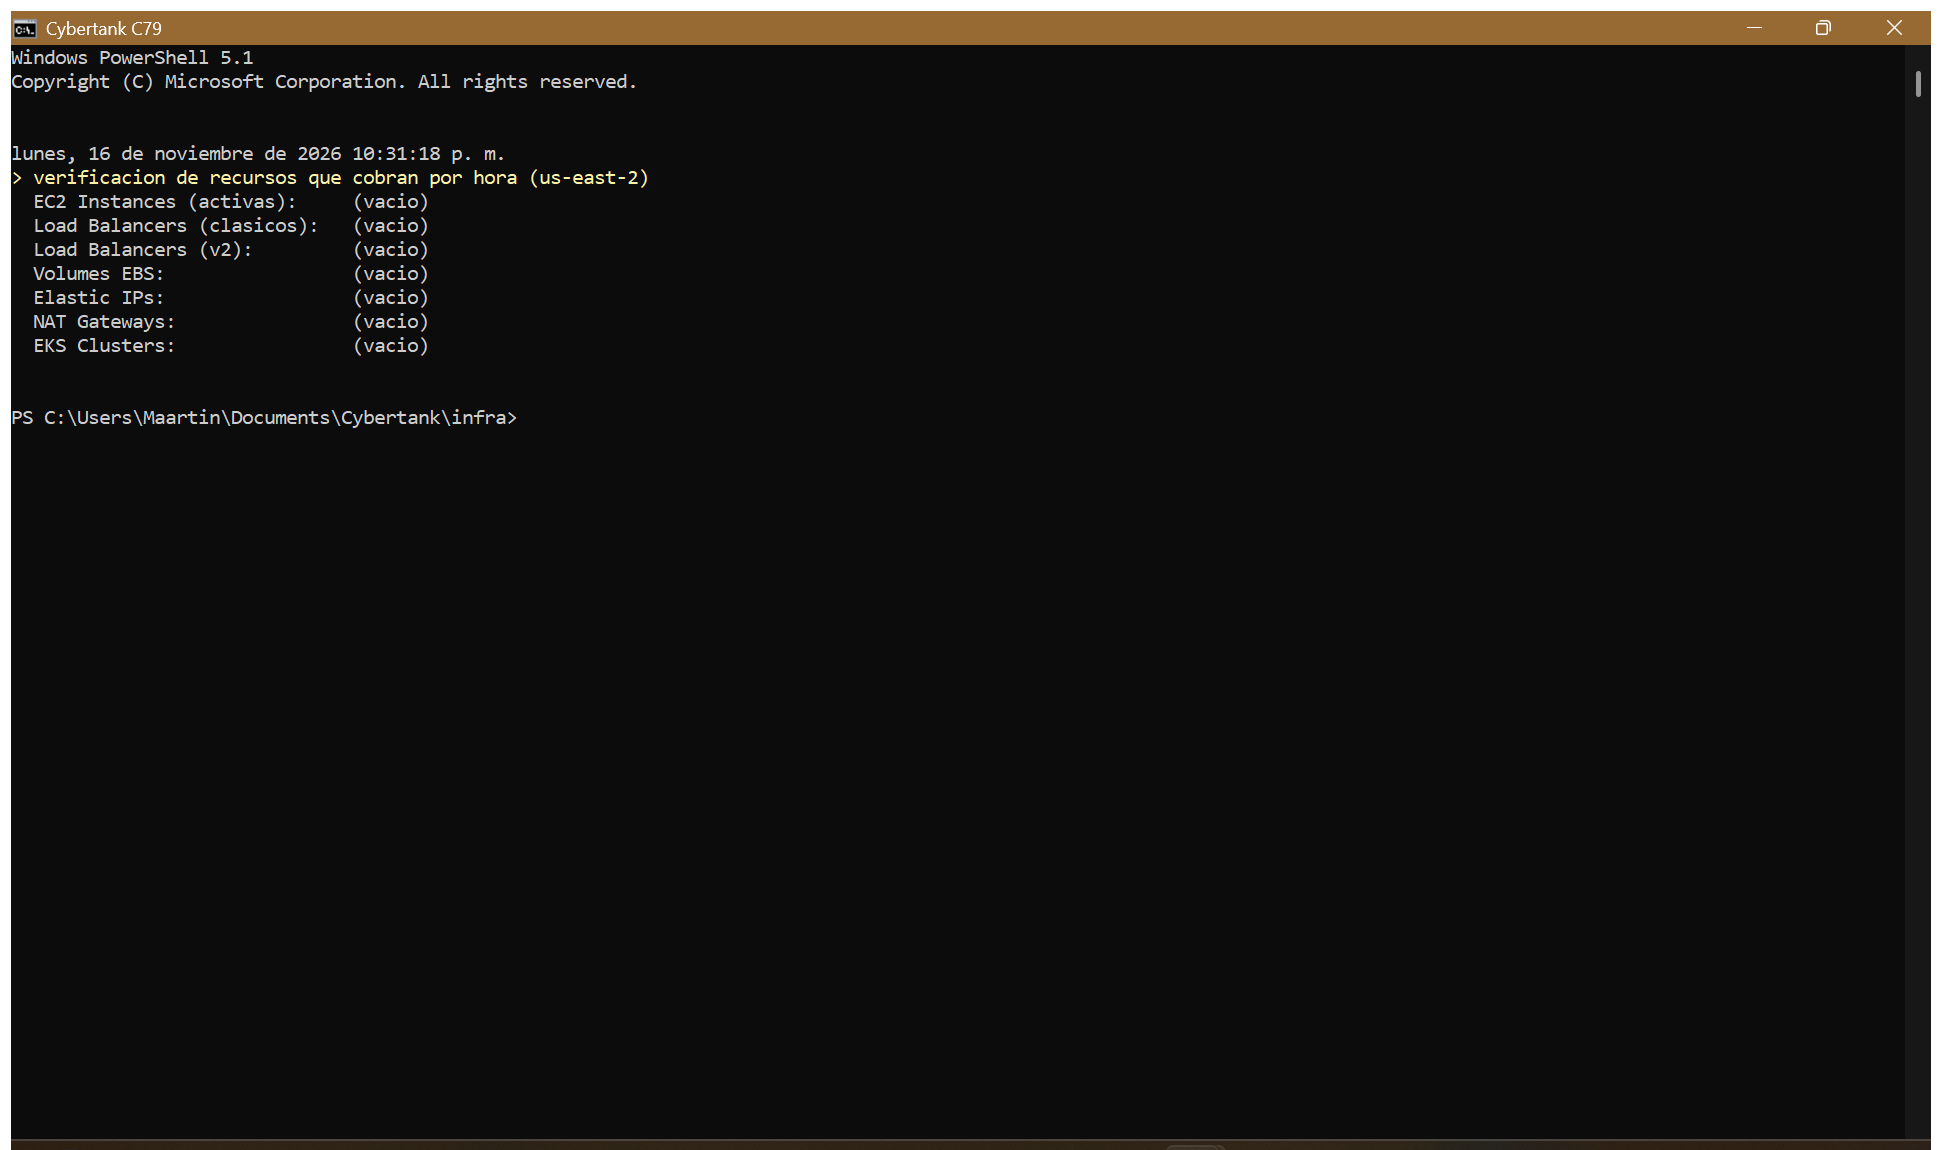 Cybertank C79
Windows PowerShell 5.1
Copyright (C) Microsoft Corporation. All rights reserved.
lunes, 16 de noviembre de 2026 10:31:18 p. m.
> verificacion de recursos que cobran por hora (us-east-2)
EC2 Instances (activas): (vacio)
Load Balancers (clasicos): (vacio)
Load Balancers (v2): (vacio)
Volumes EBS: (vacio)
Elastic IPs: (vacio)
NAT Gateways: (vacio)
EKS Clusters: (vacio)
PS C:\Users\Maartin\Documents\Cybertank\infra>